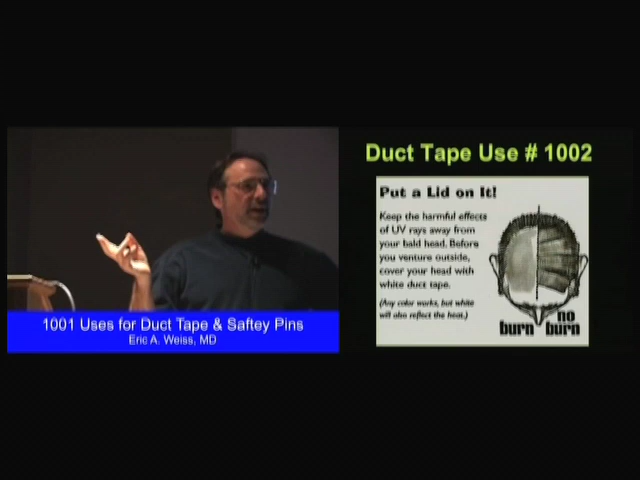 1001 Uses for Duct Tape & Saftey Pins
Eric A. Weiss, MD
Duct Tape Use # 1002
Put a Lid on It!
Keep the harmful effects
of UV rays away from
your bald head. Before
you venture outside,
cover your head with
white duct tape.
(Any color works, but white
will also reflect the heat.)
burn
no
burn